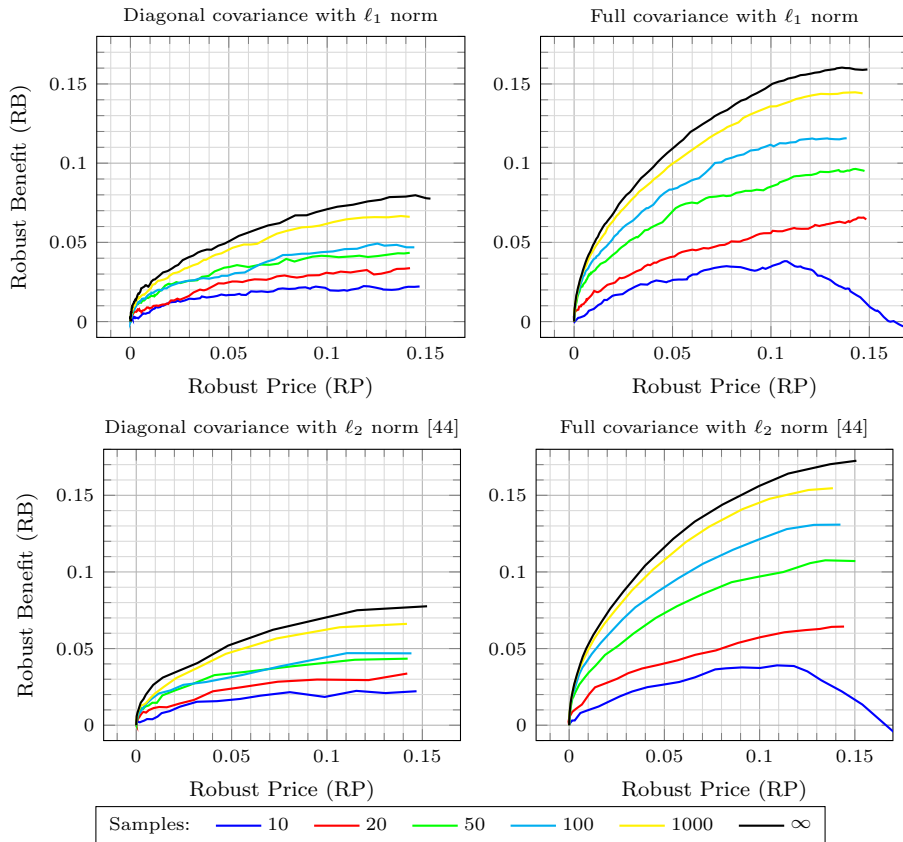 Diagonal covariance with ℓ1 norm
Full covariance with ℓ1 norm
Robust Benefit (RB)
0.15
0.1
0.05
0
0.15
0.1
0.05
0
0 0.05 0.1 0.15
0 0.05 0.1 0.15
Robust Price (RP)
Robust Price (RP)
Diagonal covariance with ℓ2 norm [44]
Full covariance with ℓ2 norm [44]
Robust Benefit (RB)
0.15
0.1
0.05
0
0.15
0.1
0.05
0
0 0.05 0.1 0.15
0 0.05 0.1 0.15
Robust Price (RP)
Robust Price (RP)
Samples: 10 20 50 100 1000 ∞